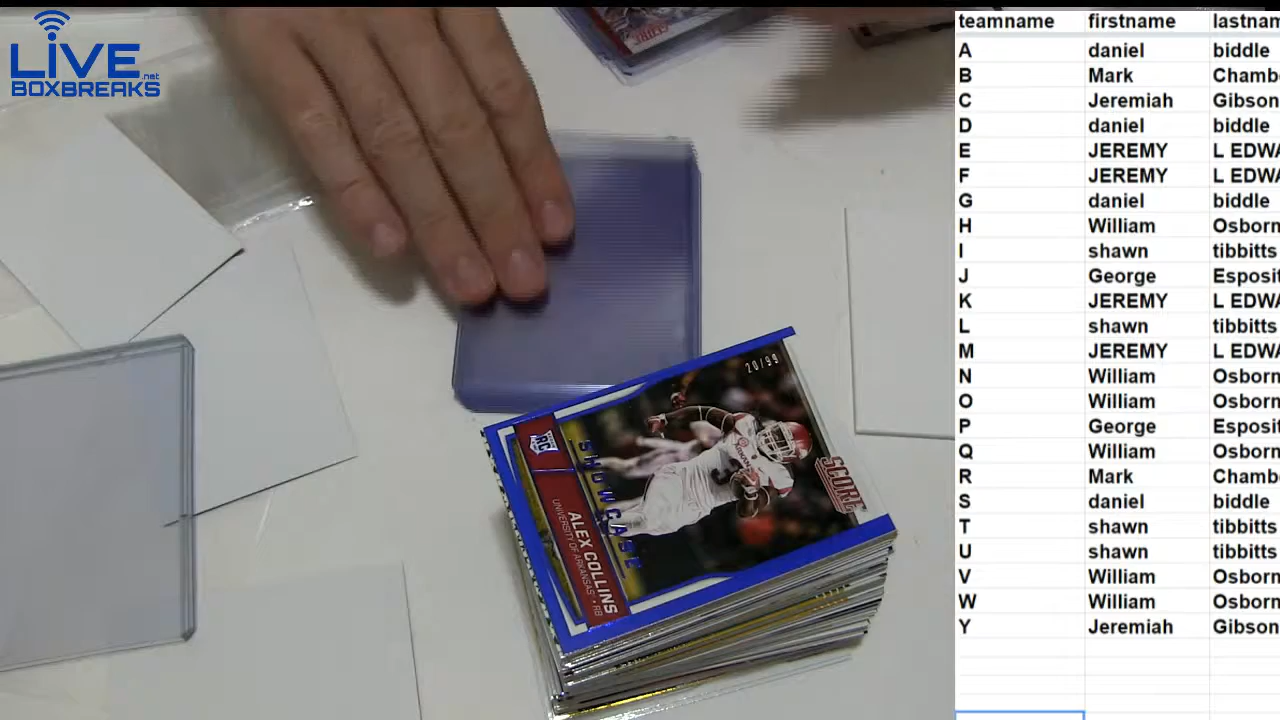 LIVE
.net
BOXBREAKS
teamname firstname lastnam
A daniel biddle
B Mark Chamb
C Jeremiah Gibson
D daniel biddle
E JEREMY L EDWA
F JEREMY L EDWA
G daniel biddle
H William Osborn
I shawn tibbitts
J George Esposit
K JEREMY L EDWA
L shawn tibbitts
M JEREMY L EDWA
N William Osborn
O William Osborn
P George Esposit
Q William Osborn
R Mark Chamb
S daniel biddle
T shawn tibbitts
U shawn tibbitts
V William Osborn
W William Osborn
Y Jeremiah Gibson
20/99
SCORE
SHOWCASE
RC
ALEX COLLINS
UNIVERSITY OF ARKANSAS • RB